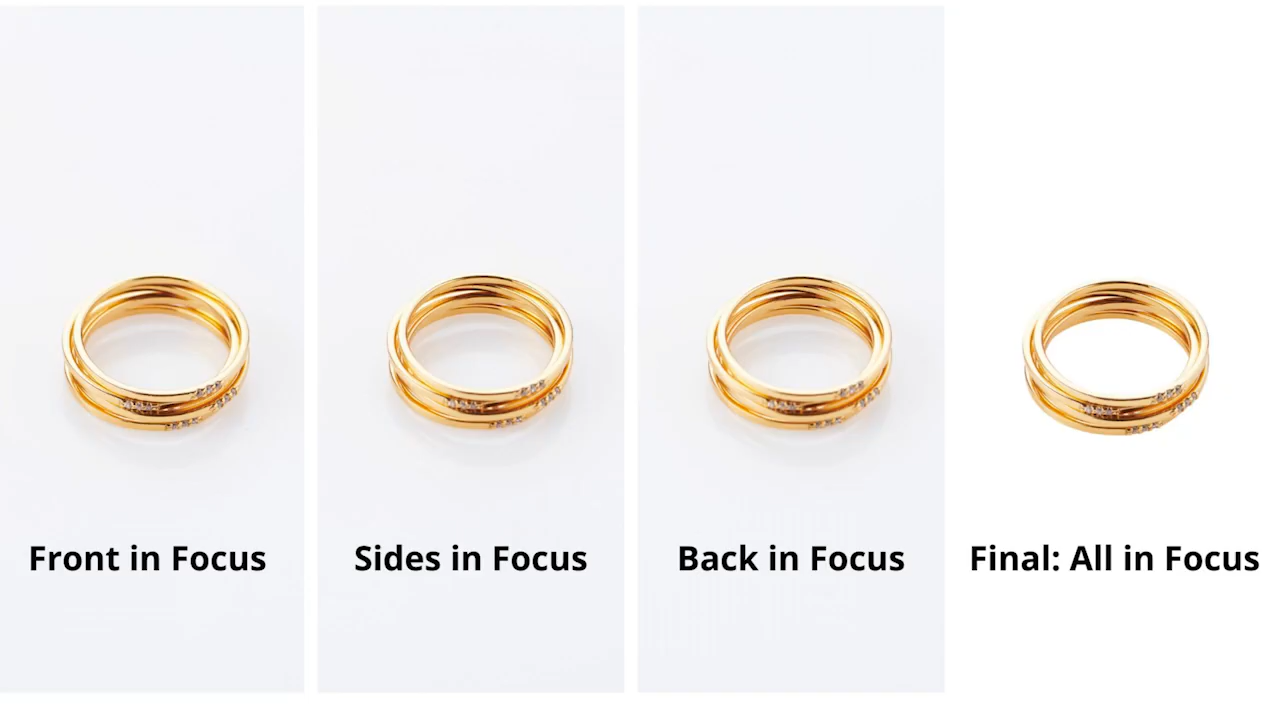 Front in Focus
Sides in Focus
Back in Focus
Final: All in Focus